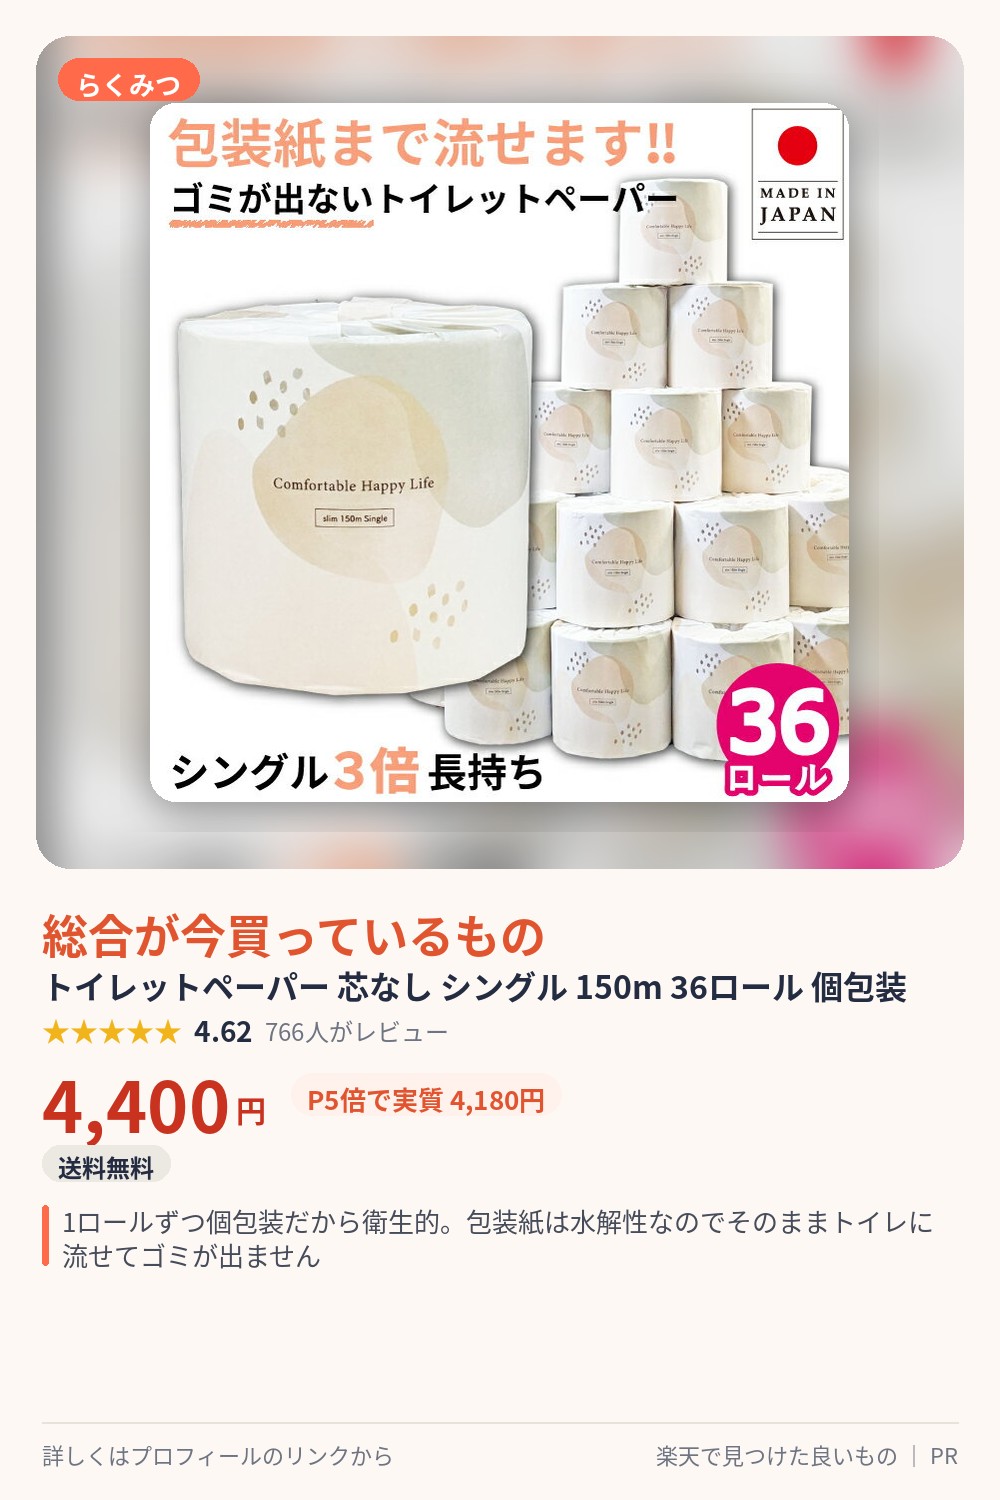 らくみつ
包装紙まで流せます!!
ゴミが出ないトイレットペーパー
MADE IN
JAPAN
Comfortable Happy Life
slim 150m Single
シングル3倍長持ち
36
ロール
総合が今買っているもの
トイレットペーパー 芯なし シングル 150m 36ロール 個包装
★★★★★ 4.62 766人がレビュー
4,400円 P5倍で実質 4,180円
送料無料
1ロールずつ個包装だから衛生的。包装紙は水解性なのでそのままトイレに
流せてゴミが出ません
詳しくはプロフィールのリンクから
楽天で見つけた良いもの | PR